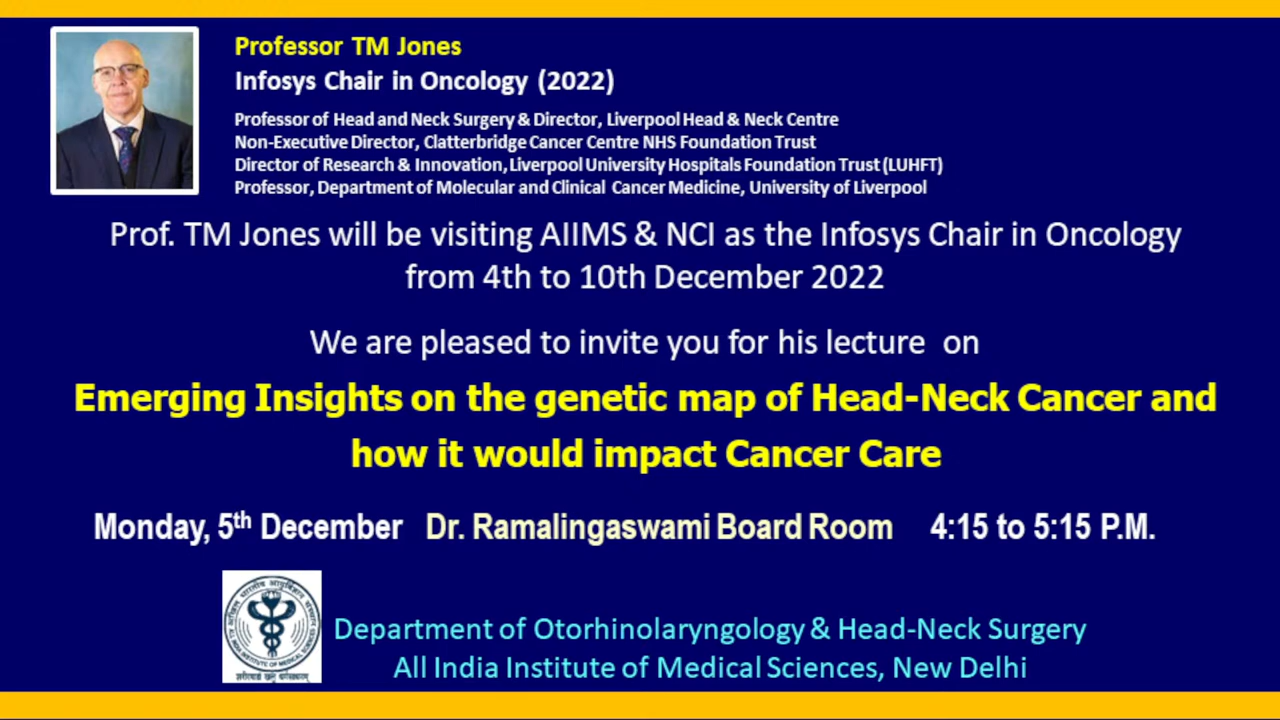 Professor TM Jones
Infosys Chair in Oncology (2022)
Professor of Head and Neck Surgery & Director, Liverpool Head & Neck Centre
Non-Executive Director, Clatterbridge Cancer Centre NHS Foundation Trust
Director of Research & Innovation, Liverpool University Hospitals Foundation Trust (LUHFT)
Professor, Department of Molecular and Clinical Cancer Medicine, University of Liverpool
Prof. TM Jones will be visiting AIIMS & NCI as the Infosys Chair in Oncology
from 4th to 10th December 2022
We are pleased to invite you for his lecture on
Emerging Insights on the genetic map of Head-Neck Cancer and
how it would impact Cancer Care
Monday, 5th December Dr. Ramalingaswami Board Room 4:15 to 5:15 P.M.
Department of Otorhinolaryngology & Head-Neck Surgery
All India Institute of Medical Sciences, New Delhi